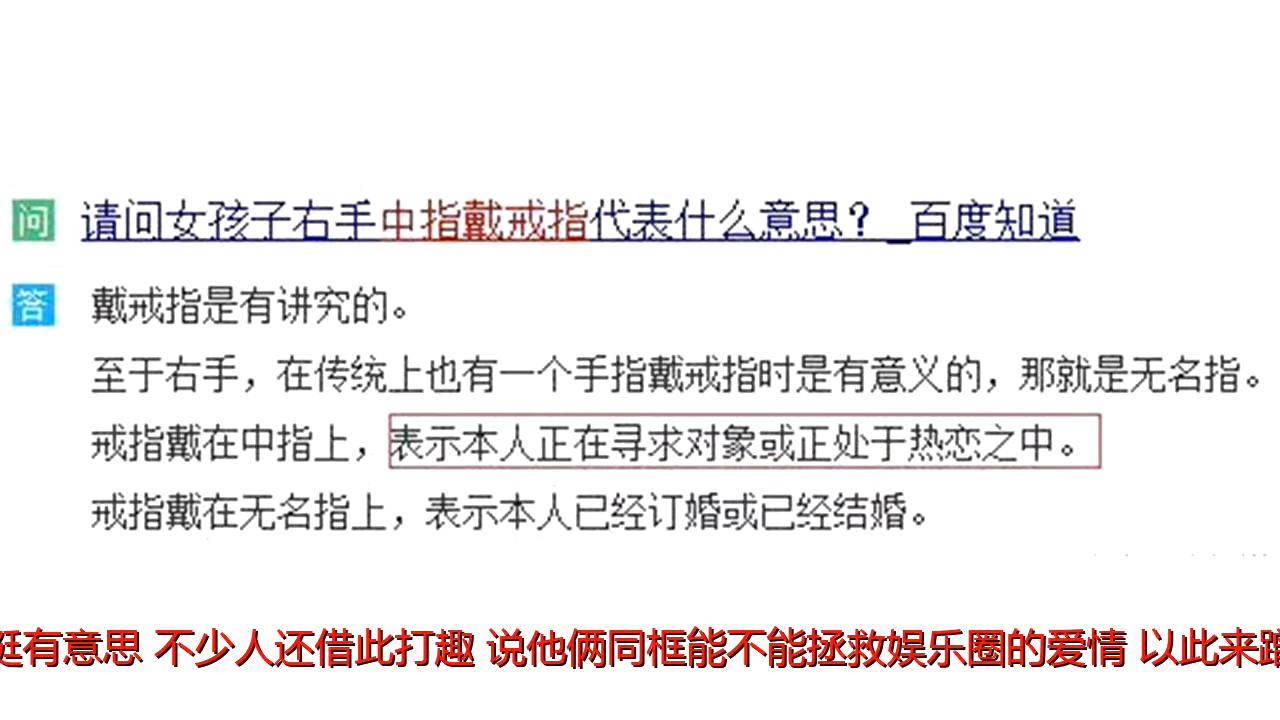 问 请问女孩子右手中指戴戒指代表什么意思？_百度知道
答 戴戒指是有讲究的。
至于右手，在传统上也有一个手指戴戒指时是有意义的，那就是无名指。
戒指戴在中指上，表示本人正在寻求对象或正处于热恋之中。
戒指戴在无名指上，表示本人已经订婚或已经结婚。
有意思 不少人还借此打趣 说他俩同框能不能拯救娱乐圈的爱情 以此来